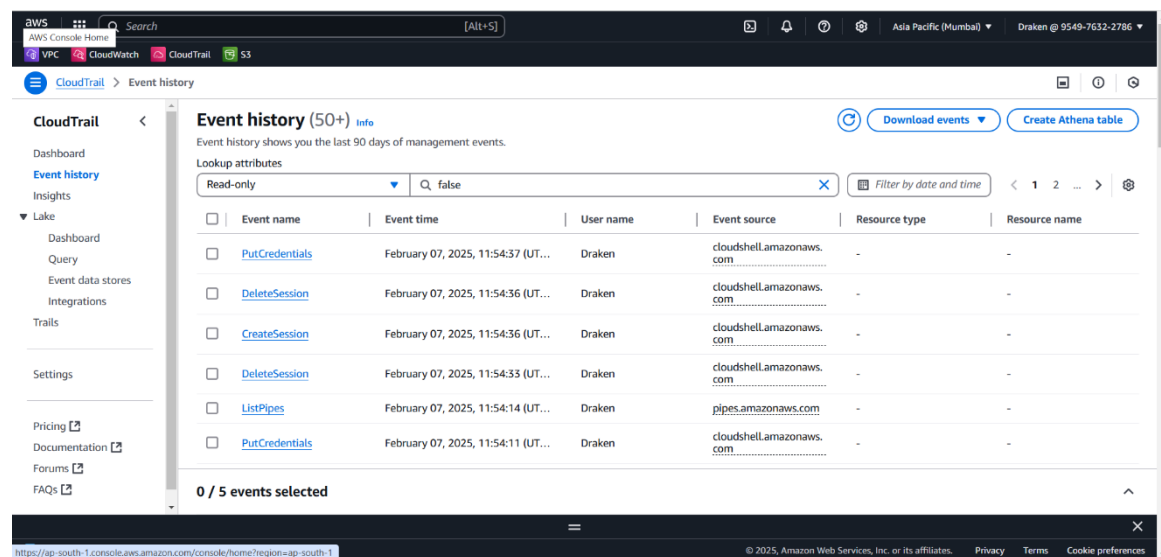 aws
Search
[Alt+S]
Asia Pacific (Mumbai) ▼
Draken @ 9549-7632-2786 ▼
AWS Console Home
VPC
CloudWatch
CloudTrail
S3
CloudTrail > Event history
CloudTrail
Dashboard
Event history
Insights
Lake
Dashboard
Query
Event data stores
Integrations
Trails
Settings
Pricing
Documentation
Forums
FAQs
Event history (50+) Info
Download events ▼
Create Athena table
Event history shows you the last 90 days of management events.
Lookup attributes
Read-only
false
Filter by date and time
1 2 ...
Event name Event time User name Event source Resource type Resource name
PutCredentials February 07, 2025, 11:54:37 (UT... Draken cloudshell.amazonaws. - -
com
DeleteSession February 07, 2025, 11:54:36 (UT... Draken cloudshell.amazonaws. - -
com
CreateSession February 07, 2025, 11:54:36 (UT... Draken cloudshell.amazonaws. - -
com
DeleteSession February 07, 2025, 11:54:33 (UT... Draken cloudshell.amazonaws. - -
com
ListPipes February 07, 2025, 11:54:14 (UT... Draken pipes.amazonaws.com - -
PutCredentials February 07, 2025, 11:54:11 (UT... Draken cloudshell.amazonaws. - -
com
0 / 5 events selected
https://ap-south-1.console.aws.amazon.com/console/home?region=ap-south-1
© 2025, Amazon Web Services, Inc. or its affiliates. Privacy Terms Cookie preferences